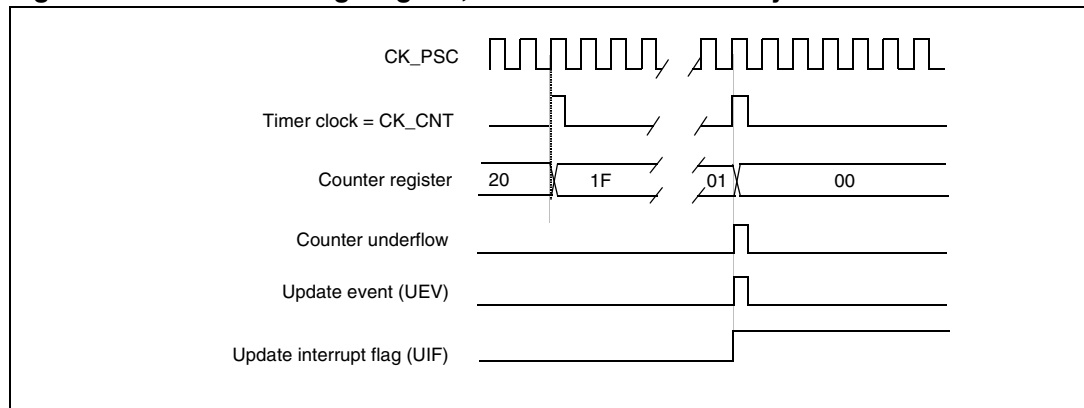 CK_PSC
Timer clock = CK_CNT
Counter register 20 1F 01 00
Counter underflow
Update event (UEV)
Update interrupt flag (UIF)